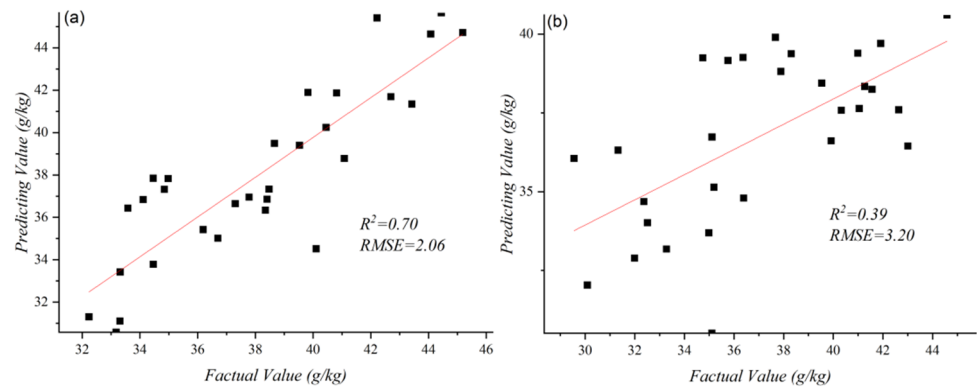 (a)
Predicting Value (g/kg)
44
42
40
38
36
34
32
R²=0.70
RMSE=2.06
32 34 36 38 40 42 44 46
Factual Value (g/kg)
(b)
Predicting Value (g/kg)
40
35
R²=0.39
RMSE=3.20
30 32 34 36 38 40 42 44
Factual Value (g/kg)